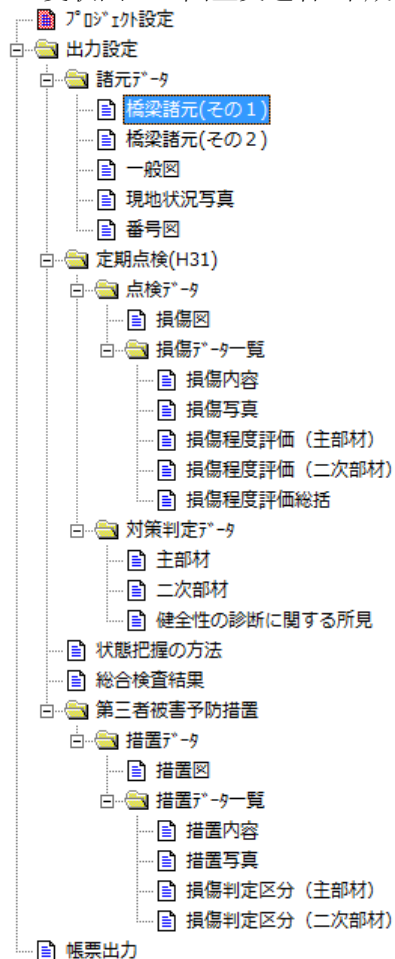 プロジェクト設定
出力設定
諸元データ
橋梁諸元(その１)
橋梁諸元(その２)
一般図
現地状況写真
番号図
定期点検(H31)
点検データ
損傷図
損傷データ一覧
損傷内容
損傷写真
損傷程度評価（主部材）
損傷程度評価（二次部材）
損傷程度評価総括
対策判定データ
主部材
二次部材
健全性の診断に関する所見
状態把握の方法
総合検査結果
第三者被害予防措置
措置データ
措置図
措置データ一覧
措置内容
措置写真
損傷判定区分（主部材）
損傷判定区分（二次部材）
帳票出力